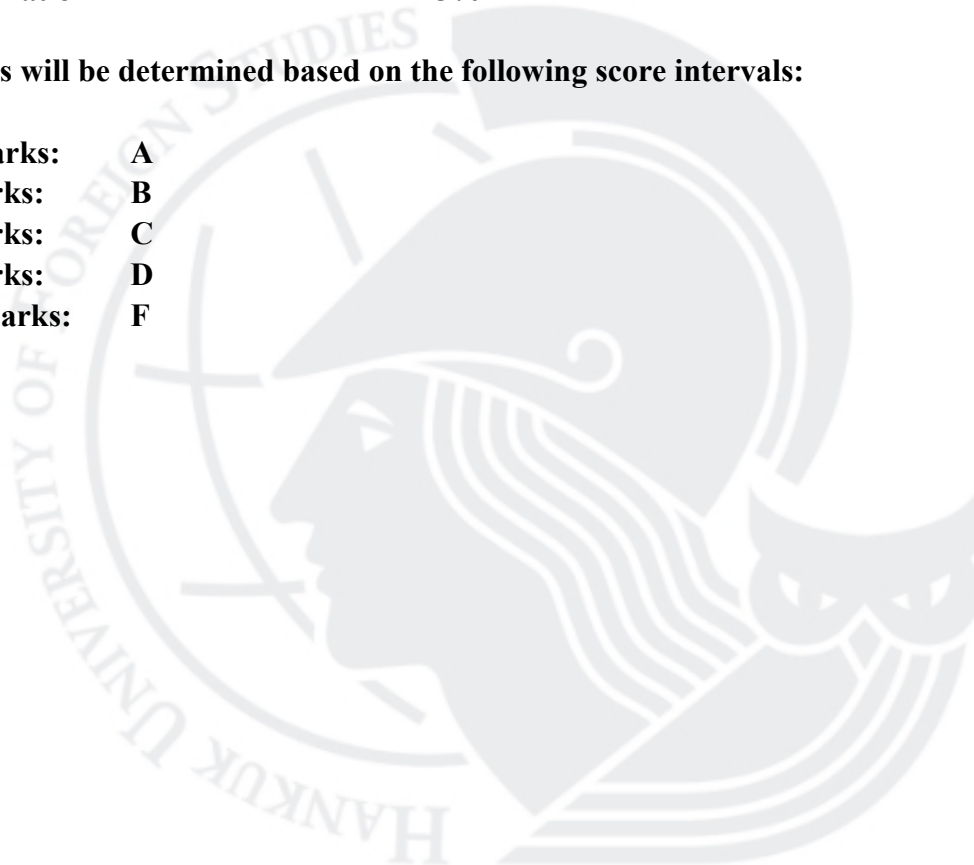 s will be determined based on the following score intervals:
arks: A
rks: B
rks: C
rks: D
arks: F
HANKUK UNIVERSITY OF FOREIGN STUDIES